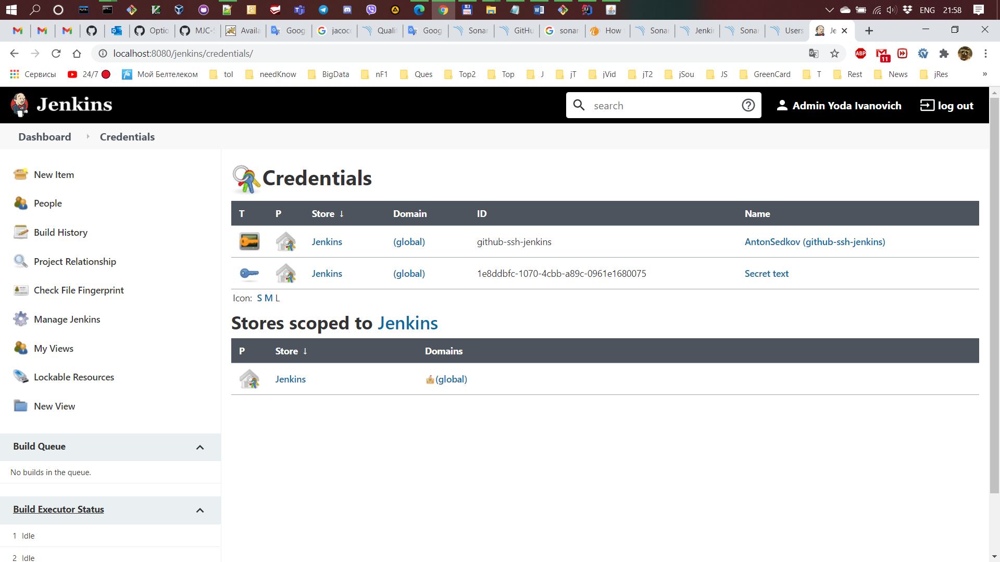 ENG 21:58
Optio MJC-S Availa Goog jacoco Quali Goog Sonar GitHu sonar How Sonar Jenkin Sonar Users Je
localhost:8080/jenkins/credentials/
ABP 11
Сервисы 24/7 Мой Белтелеком tol needKnow BigData nF1 Ques Top2 Top J jT jVid jT2 jSou JS GreenCard T Rest News jRes »
Jenkins search Admin Yoda Ivanovich log out
Dashboard Credentials
New Item
People
Build History
Project Relationship
Check File Fingerprint
Manage Jenkins
My Views
Lockable Resources
New View
Build Queue
No builds in the queue.
Build Executor Status
1 Idle
2 Idle
Credentials
T P Store ↓ Domain ID Name
Jenkins (global) github-ssh-jenkins AntonSedkov (github-ssh-jenkins)
Jenkins (global) 1e8ddbfc-1070-4cbb-a89c-0961e1680075 Secret text
Icon: S M L
Stores scoped to Jenkins
P Store ↓ Domains
Jenkins (global)